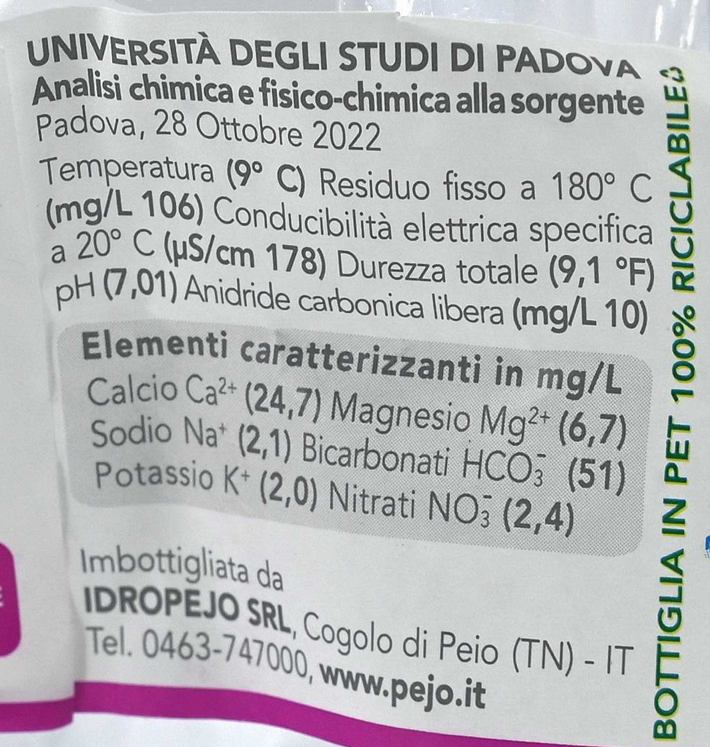 UNIVERSITÀ DEGLI STUDI DI PADOVA
Analisi chimica e fisico-chimica alla sorgente
Padova, 28 Ottobre 2022
Temperatura (9° C) Residuo fisso a 180° C
(mg/L 106) Conducibilità elettrica specifica
a 20° C (µS/cm 178) Durezza totale (9,1 °F)
pH (7,01) Anidride carbonica libera (mg/L 10)
Elementi caratterizzanti in mg/L
Calcio Ca²⁺ (24,7) Magnesio Mg²⁺ (6,7)
Sodio Na⁺ (2,1) Bicarbonati HCO₃⁻ (51)
Potassio K⁺ (2,0) Nitrati NO₃⁻ (2,4)
Imbottigliata da
IDROPEJO SRL, Cogolo di Peio (TN) - IT
Tel. 0463-747000, www.pejo.it
BOTTIGLIA IN PET 100% RICICLABILE